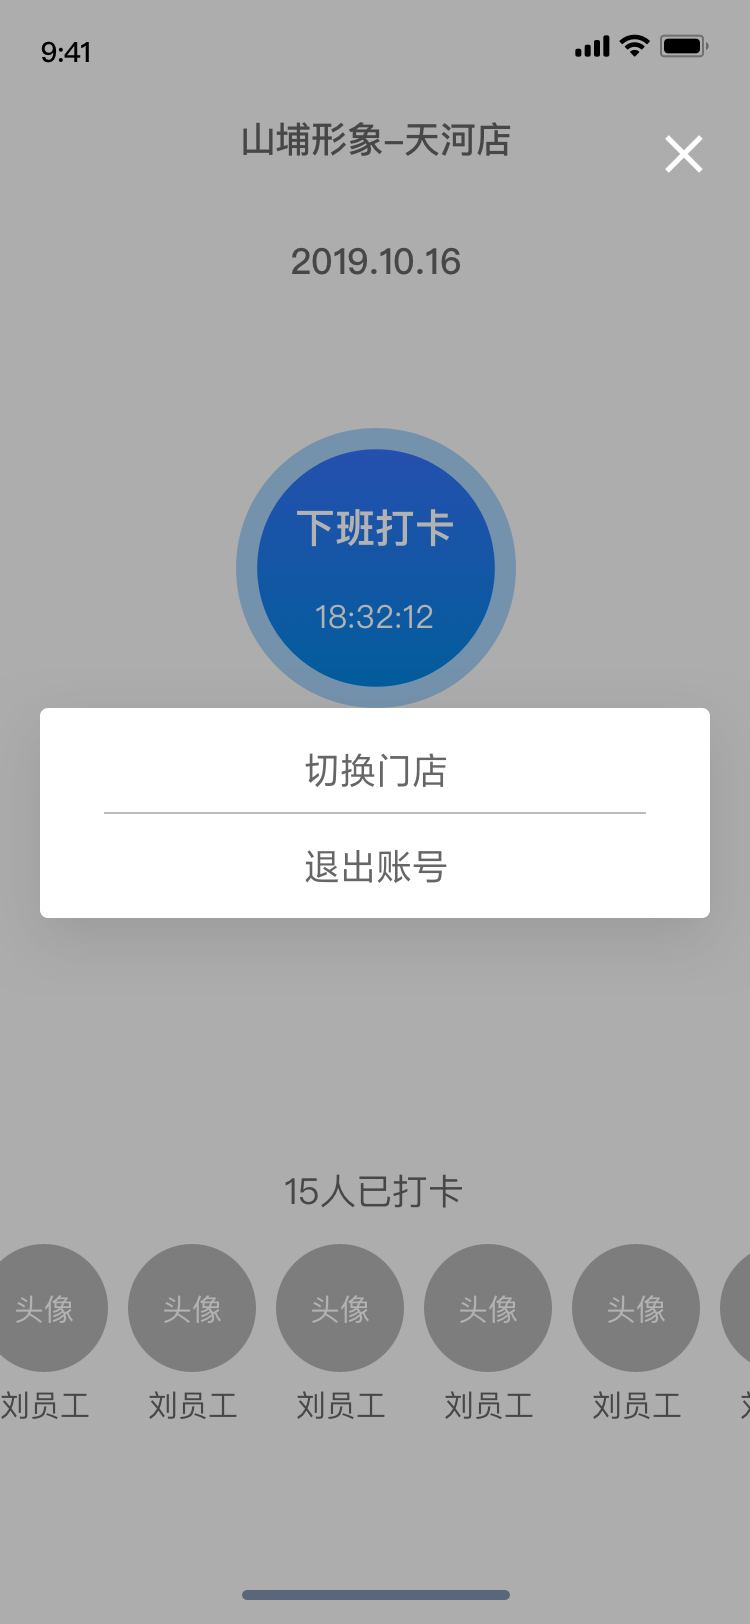 9:41
山埔形象–天河店
2019.10.16
下班打卡
18:32:12
切换门店
退出账号
15人已打卡
头像 头像 头像 头像 头像
刘员工 刘员工 刘员工 刘员工 刘员工